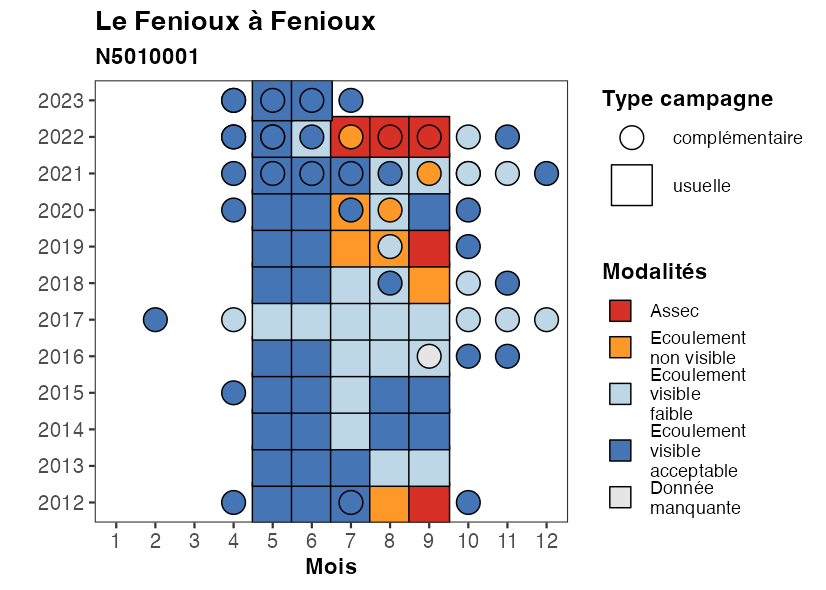 Le Fenioux à Fenioux
N5010001
2023
2022
2021
2020
2019
2018
2017
2016
2015
2014
2013
2012
1 2 3 4 5 6 7 8 9 10 11 12
Mois
Type campagne
complémentaire
usuelle
Modalités
Assec
Ecoulement
non visible
Ecoulement
visible
faible
Ecoulement
visible
acceptable
Donnée
manquante